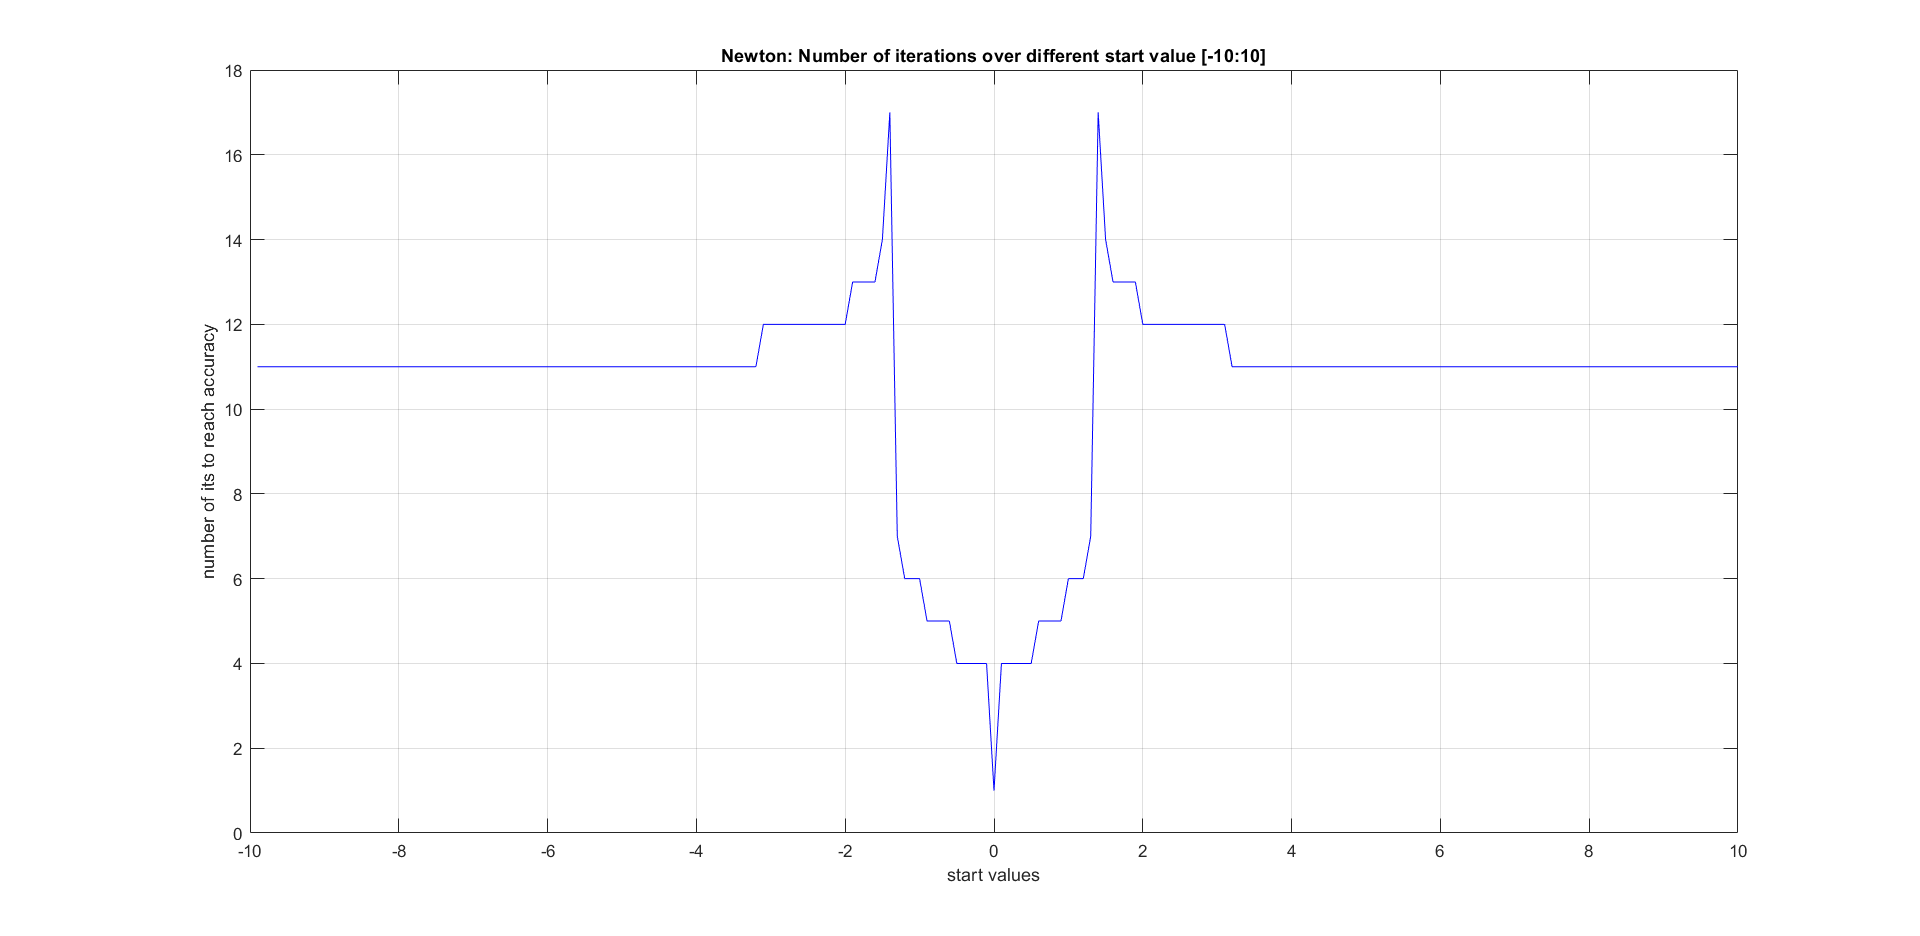 Newton: Number of iterations over different start value [-10:10]
18
16
14
12
10
8
6
4
2
0
number of its to reach accuracy
-10 -8 -6 -4 -2 0 2 4 6 8 10
start values